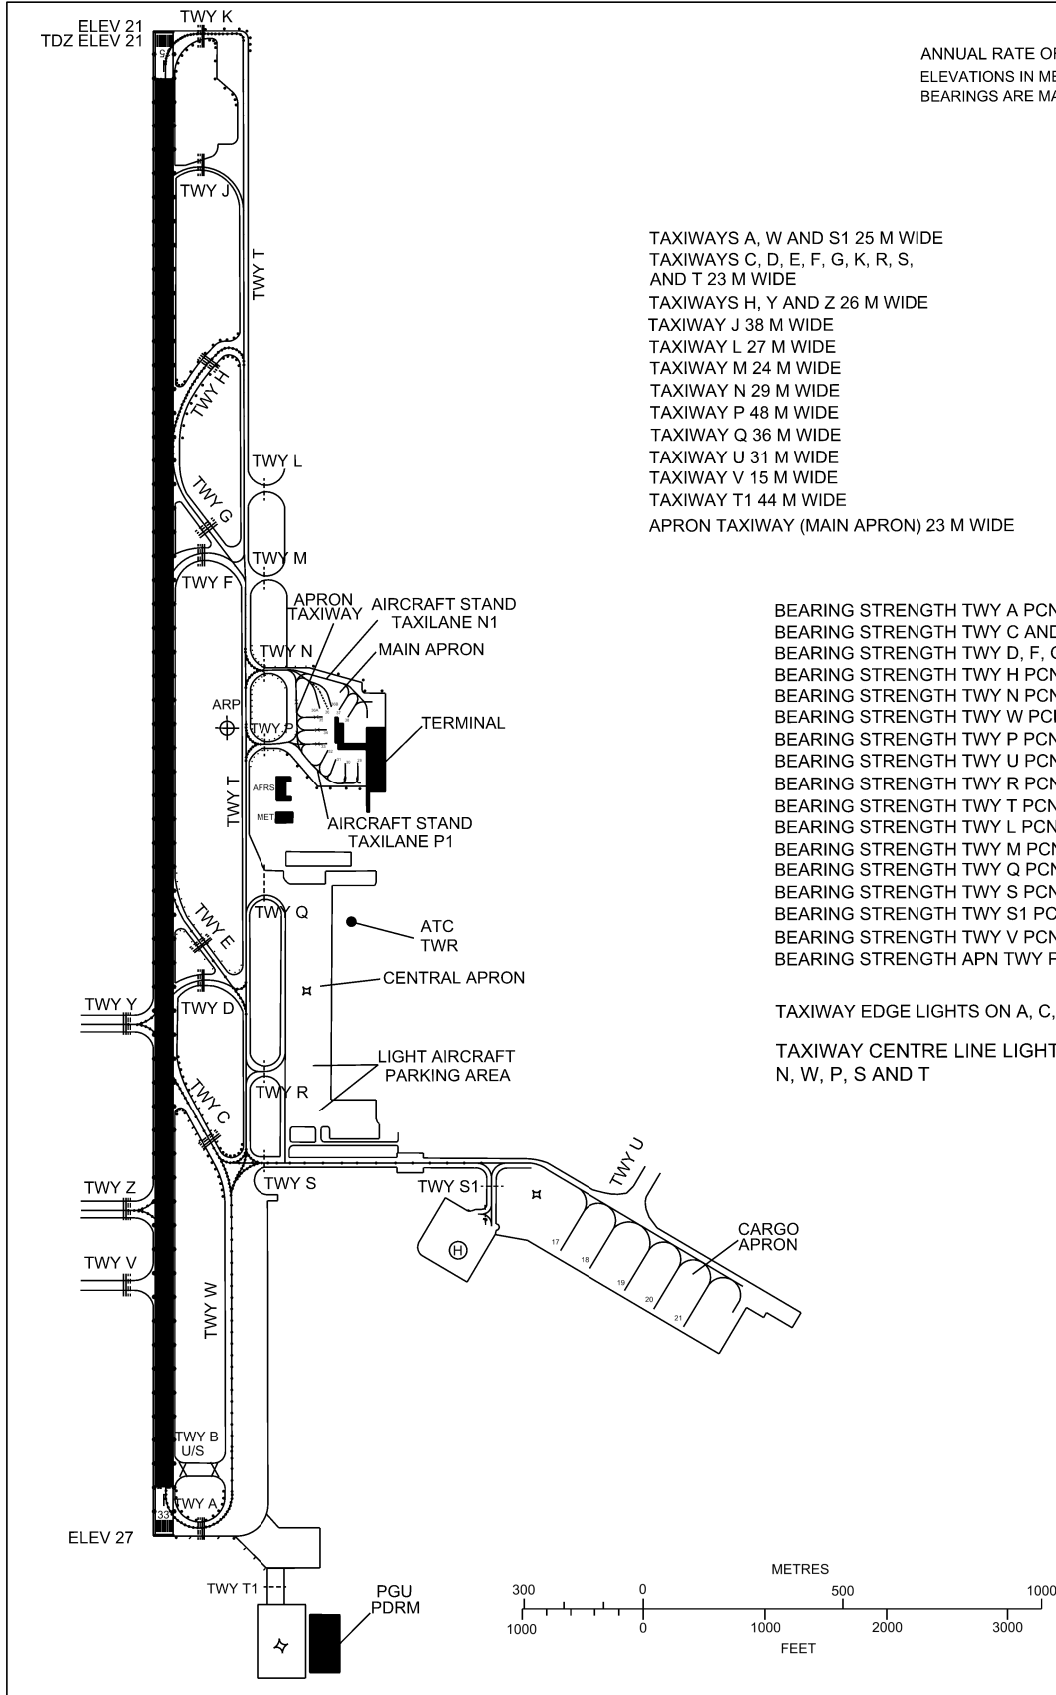 ELEV 21
TDZ ELEV 21
TWY K
15
ANNUAL RATE OF
ELEVATIONS IN ME
BEARINGS ARE MA
TWY J
TWY T
TAXIWAYS A, W AND S1 25 M WIDE
TAXIWAYS C, D, E, F, G, K, R, S,
AND T 23 M WIDE
TAXIWAYS H, Y AND Z 26 M WIDE
TAXIWAY J 38 M WIDE
TAXIWAY L 27 M WIDE
TAXIWAY M 24 M WIDE
TAXIWAY N 29 M WIDE
TAXIWAY P 48 M WIDE
TAXIWAY Q 36 M WIDE
TAXIWAY U 31 M WIDE
TAXIWAY V 15 M WIDE
TAXIWAY T1 44 M WIDE
APRON TAXIWAY (MAIN APRON) 23 M WIDE
TWY H
TWY L
TWY G
TWY M
TWY F
APRON
TAXIWAY
AIRCRAFT STAND
TAXILANE N1
MAIN APRON
TWY N
ARP
TWY P
TERMINAL
TWY T
AFRS
MET
AIRCRAFT STAND
TAXILANE P1
BEARING STRENGTH TWY A PCN
BEARING STRENGTH TWY C AND
BEARING STRENGTH TWY D, F, G
BEARING STRENGTH TWY H PCN
BEARING STRENGTH TWY N PCN
BEARING STRENGTH TWY W PCN
BEARING STRENGTH TWY P PCN
BEARING STRENGTH TWY U PCN
BEARING STRENGTH TWY R PCN
BEARING STRENGTH TWY T PCN
BEARING STRENGTH TWY L PCN
BEARING STRENGTH TWY M PCN
BEARING STRENGTH TWY Q PCN
BEARING STRENGTH TWY S PCN
BEARING STRENGTH TWY S1 PC
BEARING STRENGTH TWY V PCN
BEARING STRENGTH APN TWY P
TWY E
TWY Q
ATC
TWR
CENTRAL APRON
TWY Y
TWY D
TAXIWAY EDGE LIGHTS ON A, C,
TAXIWAY CENTRE LINE LIGHT
N, W, P, S AND T
LIGHT AIRCRAFT
PARKING AREA
TWY R
TWY C
TWY Z
TWY S
TWY S1
TWY U
H
17
18
19
20
21
CARGO
APRON
TWY V
TWY W
TWY B
U/S
TWY A
33
ELEV 27
TWY T1
PGU
PDRM
METRES
300 0 500 1000
1000 0 1000 2000 3000
FEET